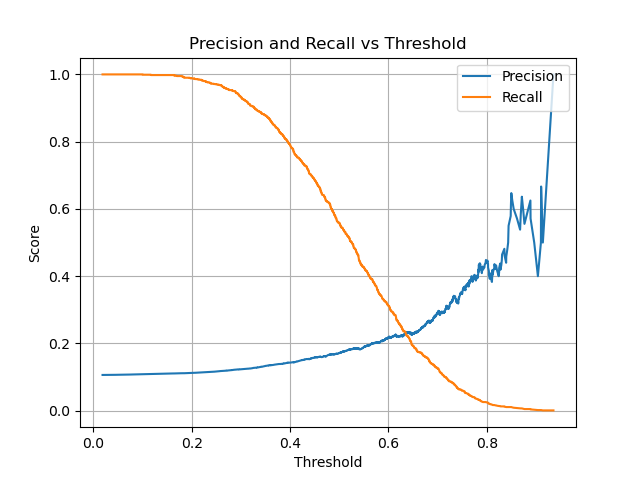 Precision and Recall vs Threshold
Precision
Recall
Score
1.0
0.8
0.6
0.4
0.2
0.0
0.0 0.2 0.4 0.6 0.8
Threshold